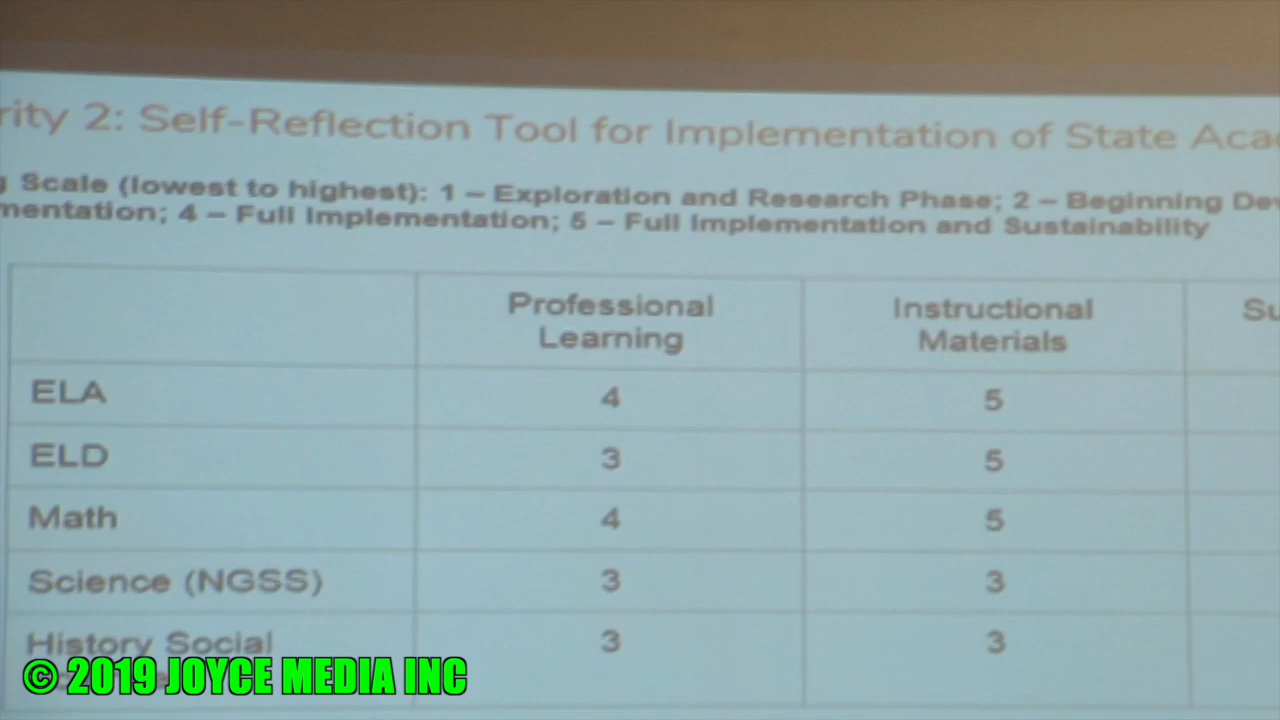 rity 2: Self-Reflection Tool for Implementation of State Aca
g Scale (lowest to highest): 1 – Exploration and Research Phase; 2 – Beginning Dev
mentation; 4 – Full Implementation; 5 – Full Implementation and Sustainability
Professional Learning
Instructional Materials
Su
ELA 4 5
ELD 3 5
Math 4 5
Science (NGSS) 3 3
History Social 3 3
© 2019 JOYCE MEDIA INC